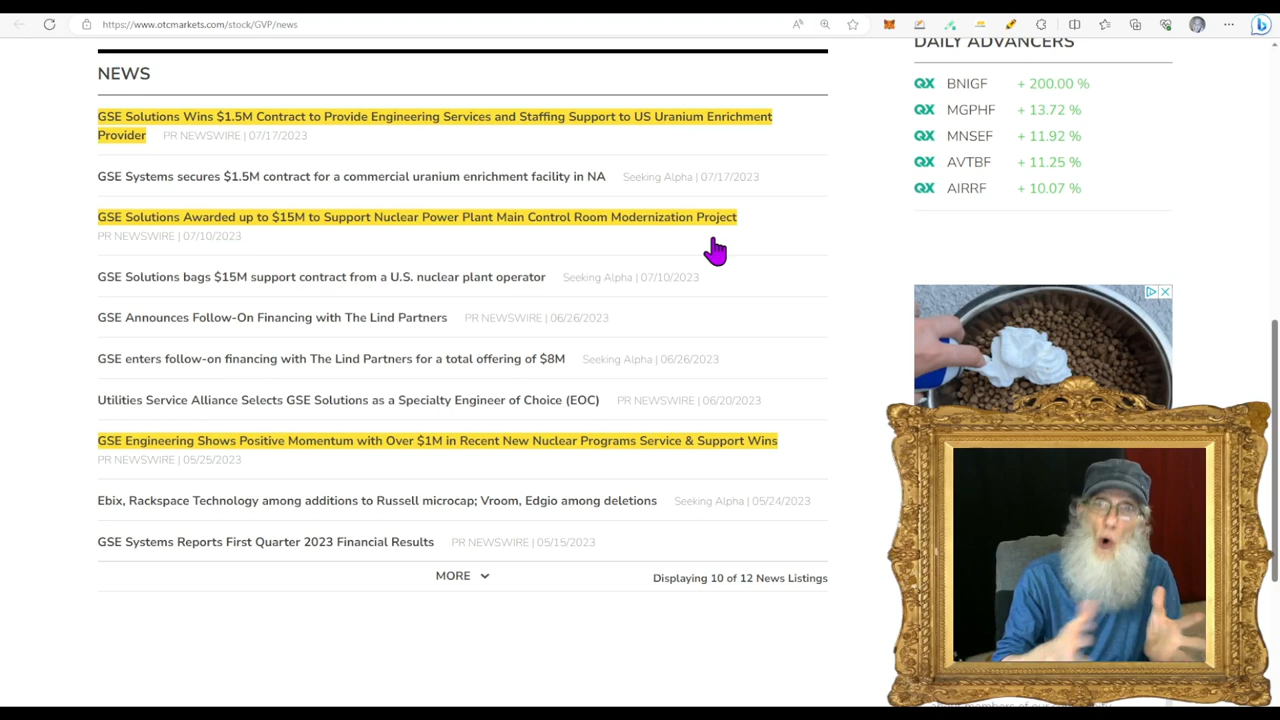 https://www.otcmarkets.com/stock/GVP/news
NEWS
GSE Solutions Wins $1.5M Contract to Provide Engineering Services and Staffing Support to US Uranium Enrichment
Provider PR NEWSWIRE | 07/17/2023
GSE Systems secures $1.5M contract for a commercial uranium enrichment facility in NA Seeking Alpha | 07/17/2023
GSE Solutions Awarded up to $15M to Support Nuclear Power Plant Main Control Room Modernization Project
PR NEWSWIRE | 07/10/2023
GSE Solutions bags $15M support contract from a U.S. nuclear plant operator Seeking Alpha | 07/10/2023
GSE Announces Follow-On Financing with The Lind Partners PR NEWSWIRE | 06/26/2023
GSE enters follow-on financing with The Lind Partners for a total offering of $8M Seeking Alpha | 06/26/2023
Utilities Service Alliance Selects GSE Solutions as a Specialty Engineer of Choice (EOC) PR NEWSWIRE | 06/20/2023
GSE Engineering Shows Positive Momentum with Over $1M in Recent New Nuclear Programs Service & Support Wins
PR NEWSWIRE | 05/25/2023
Ebix, Rackspace Technology among additions to Russell microcap; Vroom, Edgio among deletions Seeking Alpha | 05/24/2023
GSE Systems Reports First Quarter 2023 Financial Results PR NEWSWIRE | 05/15/2023
MORE
Displaying 10 of 12 News Listings
DAILY ADVANCERS
QX BNIGF + 200.00 %
QX MGPHF + 13.72 %
QX MNSEF + 11.92 %
QX AVTBF + 11.25 %
QX AIRRF + 10.07 %